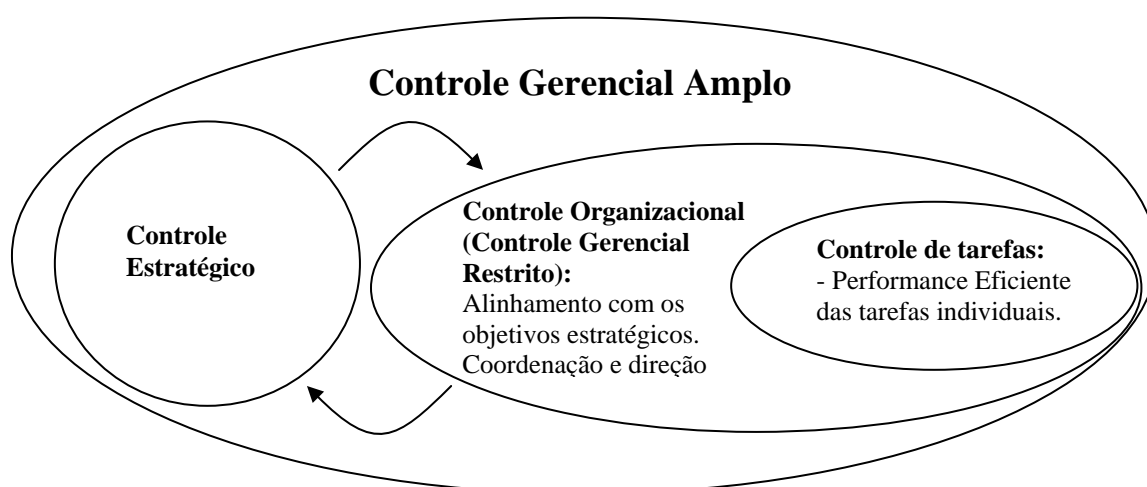 Controle Gerencial Amplo
Controle
Estratégico
Controle Organizacional
(Controle Gerencial
Restrito):
Alinhamento com os
objetivos estratégicos.
Coordenação e direção
Controle de tarefas:
- Performance Eficiente
das tarefas individuais.